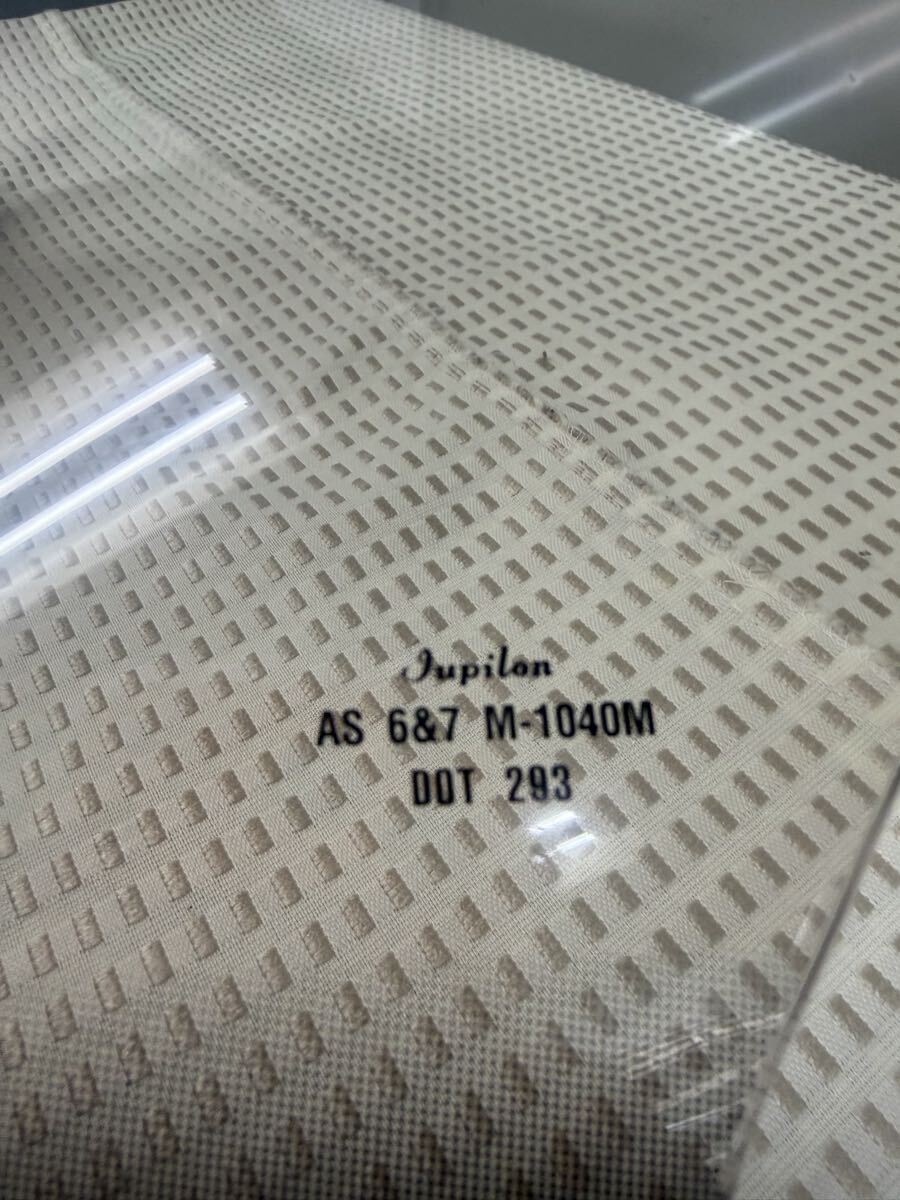 Iupilon
AS 6&7 M-1040M
DOT 293